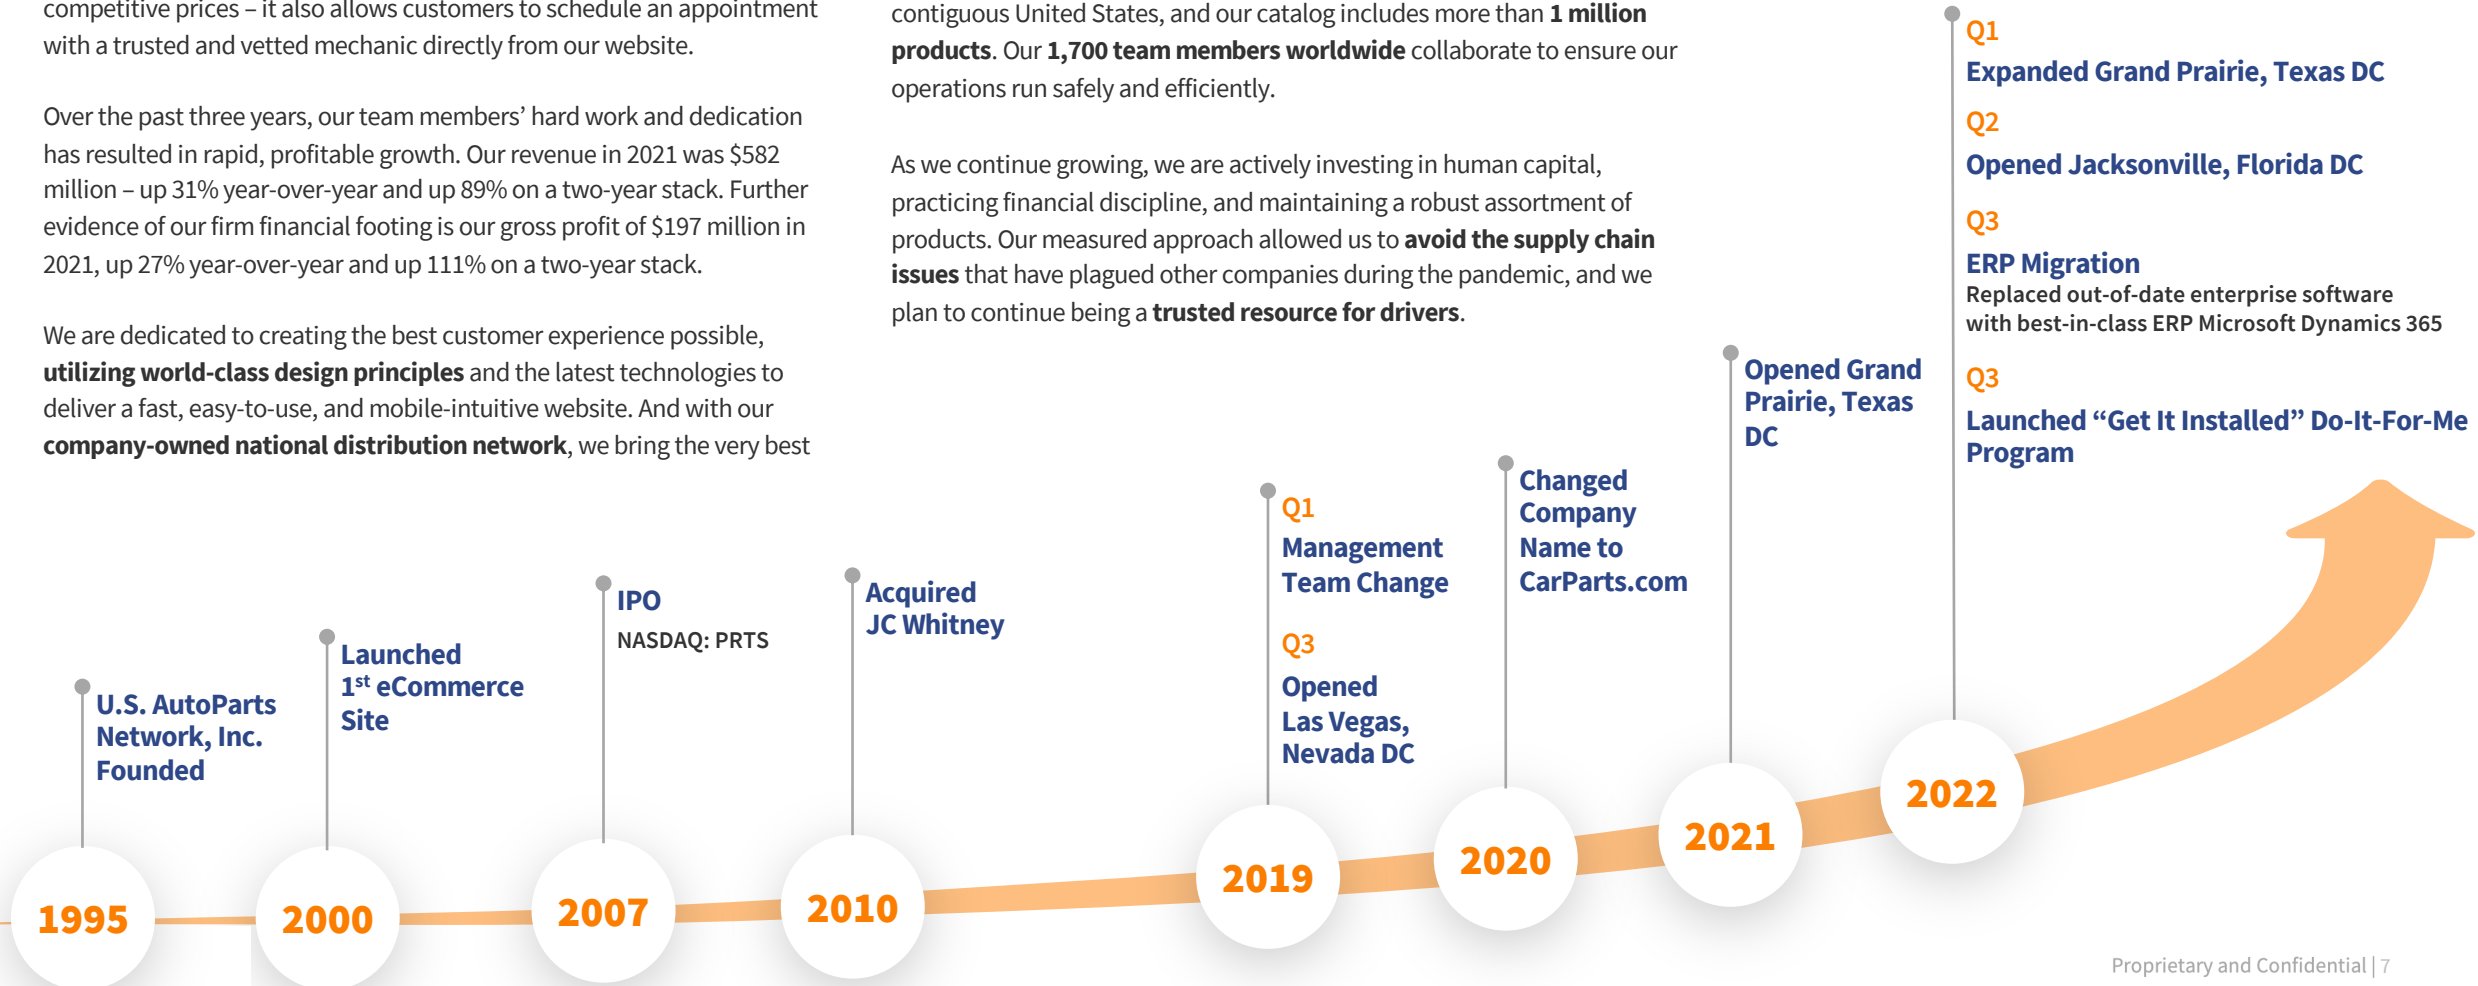 competitive prices – it also allows customers to schedule an appointment
with a trusted and vetted mechanic directly from our website.
Over the past three years, our team members’ hard work and dedication
has resulted in rapid, profitable growth. Our revenue in 2021 was $582
million – up 31% year-over-year and up 89% on a two-year stack. Further
evidence of our firm financial footing is our gross profit of $197 million in
2021, up 27% year-over-year and up 111% on a two-year stack.
We are dedicated to creating the best customer experience possible,
utilizing world-class design principles and the latest technologies to
deliver a fast, easy-to-use, and mobile-intuitive website. And with our
company-owned national distribution network, we bring the very best
contiguous United States, and our catalog includes more than 1 million
products. Our 1,700 team members worldwide collaborate to ensure our
operations run safely and efficiently.
As we continue growing, we are actively investing in human capital,
practicing financial discipline, and maintaining a robust assortment of
products. Our measured approach allowed us to avoid the supply chain
issues that have plagued other companies during the pandemic, and we
plan to continue being a trusted resource for drivers.
U.S. AutoParts
Network, Inc.
Founded
1995
Launched
1st eCommerce
Site
2000
IPO
NASDAQ: PRTS
2007
Acquired
JC Whitney
2010
Q1
Management
Team Change
Q3
Opened
Las Vegas,
Nevada DC
2019
Changed
Company
Name to
CarParts.com
2020
Opened Grand
Prairie, Texas
DC
2021
Q1
Expanded Grand Prairie, Texas DC
Q2
Opened Jacksonville, Florida DC
Q3
ERP Migration
Replaced out-of-date enterprise software
with best-in-class ERP Microsoft Dynamics 365
Q3
Launched “Get It Installed” Do-It-For-Me
Program
2022
Proprietary and Confidential | 7